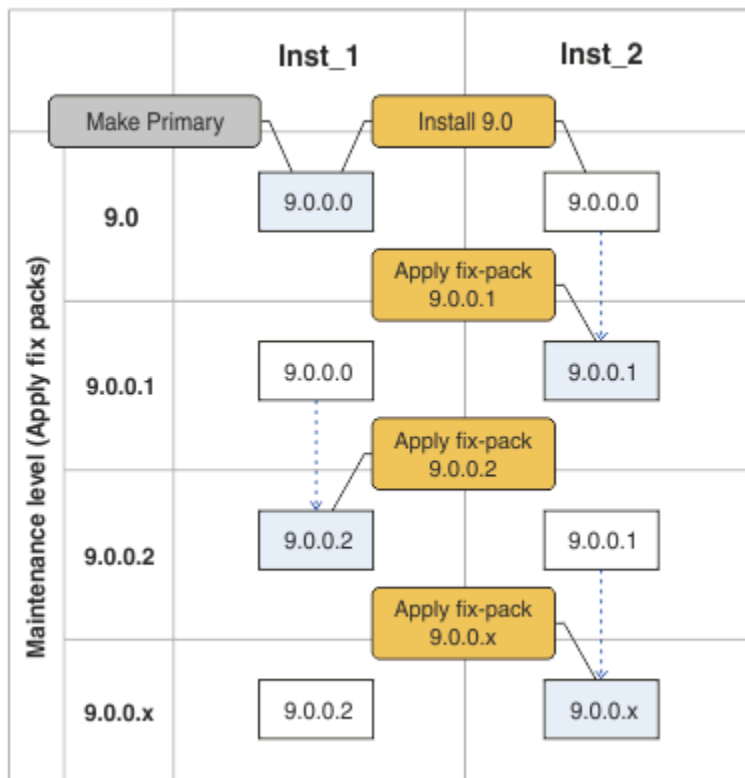 Inst_1
Inst_2
Make Primary
Install 9.0
9.0
9.0.0.0
9.0.0.0
Apply fix-pack
9.0.0.1
9.0.0.1
9.0.0.0
9.0.0.1
Apply fix-pack
9.0.0.2
9.0.0.2
9.0.0.2
9.0.0.1
Apply fix-pack
9.0.0.x
9.0.0.x
9.0.0.2
9.0.0.x
Maintenance level (Apply fix packs)